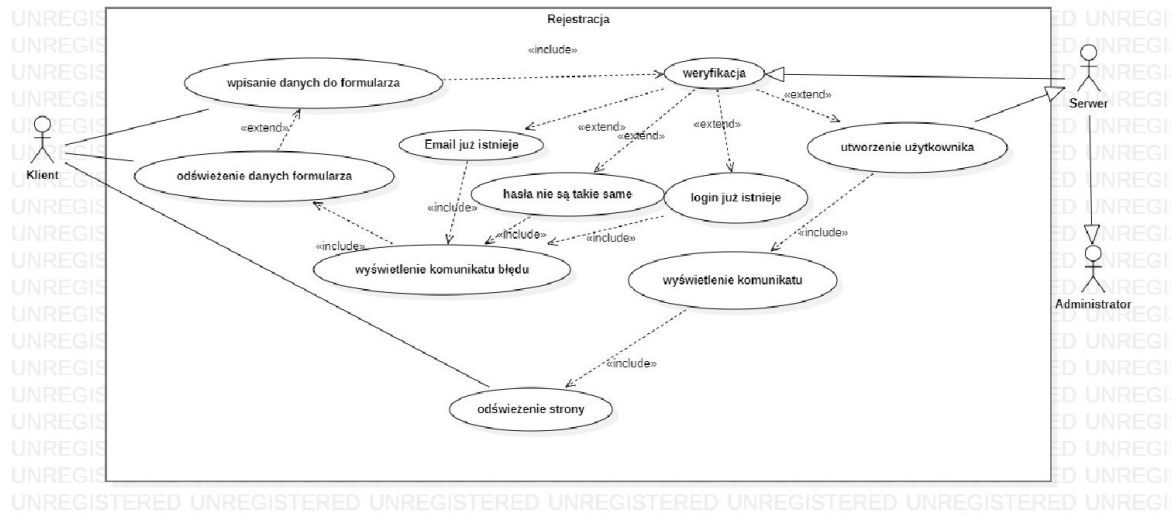 Rejestracja
«include»
wpisanie danych do formularza
weryfikacja
Serwer
«extend»
«extend»
«extend»
«extend»
«extend»
Klient
Email już istnieje
utworzenie użytkownika
odświeżenie danych formularza
hasła nie są takie same
login już istnieje
«include»
«include»
«include»
«include»
«include»
wyświetlenie komunikatu błędu
wyświetlenie komunikatu
Administrator
«include»
odświeżenie strony
UNREGISTERED UNREGISTERED UNREGISTERED UNREGISTERED UNREGISTERED UNREGISTERED UNREGI